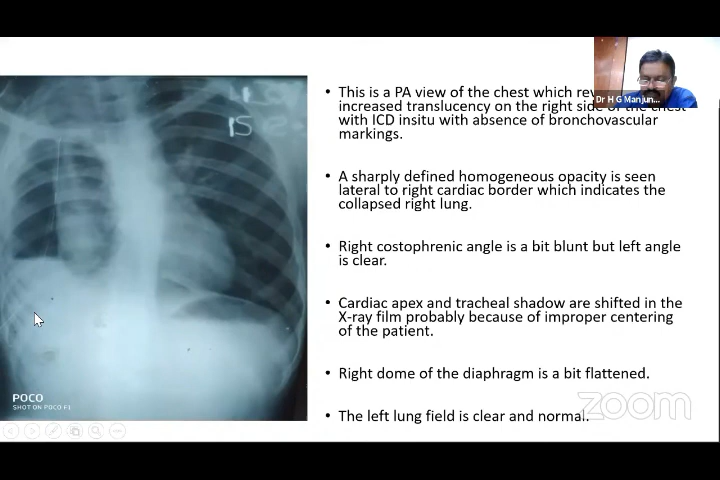 This is a PA view of the chest which
increased translucency on the right side of the chest
with ICD insitu with absence of bronchovascular
markings.
A sharply defined homogeneous opacity is seen
lateral to right cardiac border which indicates the
collapsed right lung.
Right costophrenic angle is a bit blunt but left angle
is clear.
Cardiac apex and tracheal shadow are shifted in the
X-ray film probably because of improper centering
of the patient.
Right dome of the diaphragm is a bit flattened.
The left lung field is clear and normal.
Dr H G Manjun...
15
POCO
SHOT ON POCO F1
zoom